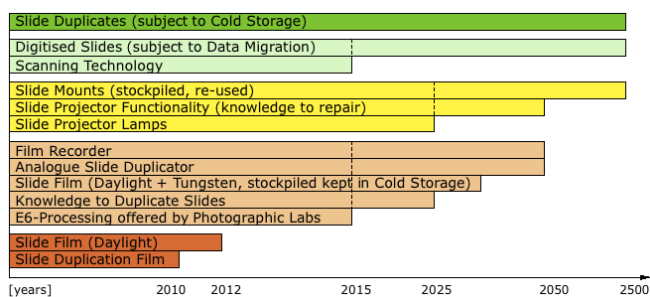 Slide Duplicates (subject to Cold Storage)
Digitised Slides (subject to Data Migration)
Scanning Technology
Slide Mounts (stockpiled, re-used)
Slide Projector Functionality (knowledge to repair)
Slide Projector Lamps
Film Recorder
Analogue Slide Duplicator
Slide Film (Daylight + Tungsten, stockpiled kept in Cold Storage)
Knowledge to Duplicate Slides
E6-Processing offered by Photographic Labs
Slide Film (Daylight)
Slide Duplication Film
[years] 2010 2012 2015 2025 2050 2500